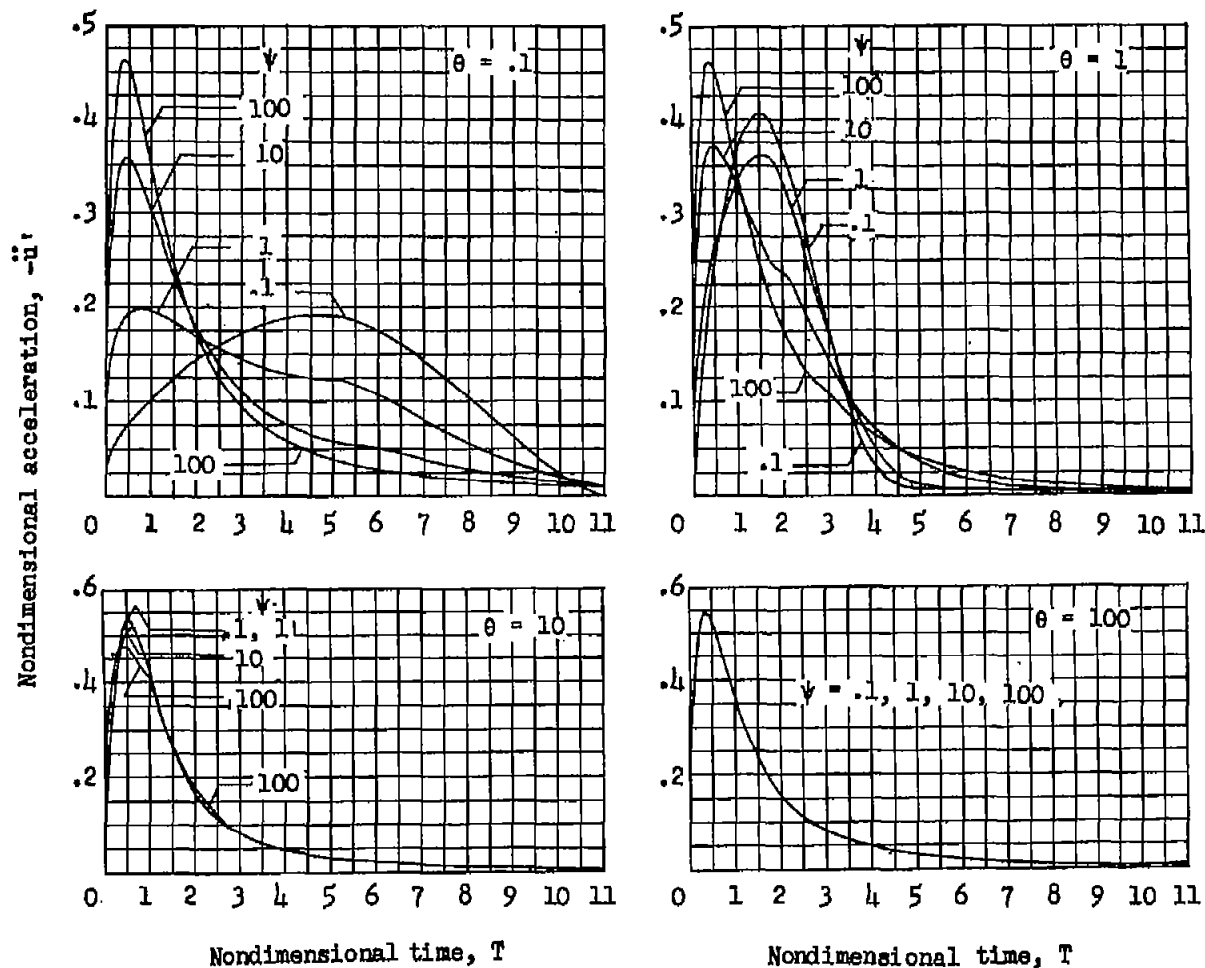 Nondimensional acceleration, -ü'
.5
.4
.3
.2
.1
ψ
θ = .1
100
10
1
.1
100
0 1 2 3 4 5 6 7 8 9 10 11
.5
.4
.3
.2
.1
ψ
θ = 1
100
10
1
.1
100
.1
0 1 2 3 4 5 6 7 8 9 10 11
.6
.4
.2
ψ
θ = 10
.1, 1
10
100
100
0 1 2 3 4 5 6 7 8 9 10 11
Nondimensional time, T
.6
.4
.2
θ = 100
ψ = .1, 1, 10, 100
0 1 2 3 4 5 6 7 8 9 10 11
Nondimensional time, T